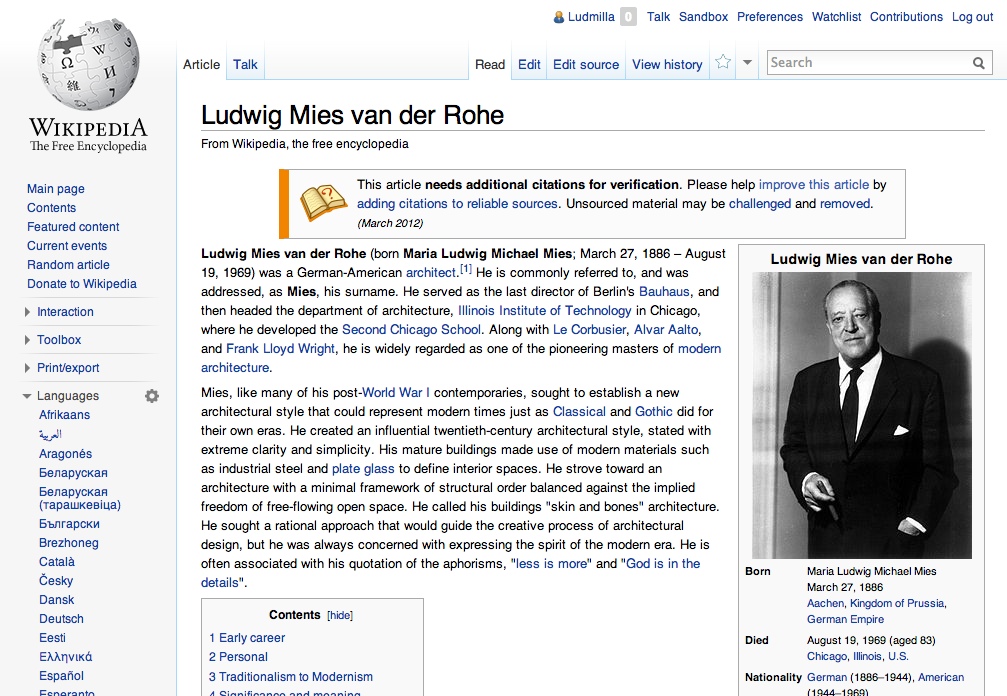 Ludmilla 0 Talk Sandbox Preferences Watchlist Contributions Log out
Article Talk Read Edit Edit source View history Search
WIKIPEDIA
The Free Encyclopedia
Main page
Contents
Featured content
Current events
Random article
Donate to Wikipedia
Interaction
Toolbox
Print/export
Languages
Afrikaans
العربية
Aragonés
Беларуская
Беларуская
(тарашкевіца)
Български
Brezhoneg
Català
Česky
Dansk
Deutsch
Eesti
Ελληνικά
Español
Esperanto
Ludwig Mies van der Rohe
From Wikipedia, the free encyclopedia
This article needs additional citations for verification. Please help improve this article by
adding citations to reliable sources. Unsourced material may be challenged and removed.
(March 2012)
Ludwig Mies van der Rohe (born Maria Ludwig Michael Mies; March 27, 1886 – August
19, 1969) was a German-American architect.[1] He is commonly referred to, and was
addressed, as Mies, his surname. He served as the last director of Berlin's Bauhaus, and
then headed the department of architecture, Illinois Institute of Technology in Chicago,
where he developed the Second Chicago School. Along with Le Corbusier, Alvar Aalto,
and Frank Lloyd Wright, he is widely regarded as one of the pioneering masters of modern
architecture.
Mies, like many of his post-World War I contemporaries, sought to establish a new
architectural style that could represent modern times just as Classical and Gothic did for
their own eras. He created an influential twentieth-century architectural style, stated with
extreme clarity and simplicity. His mature buildings made use of modern materials such
as industrial steel and plate glass to define interior spaces. He strove toward an
architecture with a minimal framework of structural order balanced against the implied
freedom of free-flowing open space. He called his buildings "skin and bones" architecture.
He sought a rational approach that would guide the creative process of architectural
design, but he was always concerned with expressing the spirit of the modern era. He is
often associated with his quotation of the aphorisms, "less is more" and "God is in the
details".
Contents [hide]
1 Early career
2 Personal
3 Traditionalism to Modernism
4 Significance and meaning
Ludwig Mies van der Rohe
Born Maria Ludwig Michael Mies
March 27, 1886
Aachen, Kingdom of Prussia,
German Empire
Died August 19, 1969 (aged 83)
Chicago, Illinois, U.S.
Nationality German (1886–1944), American
(1944–1969)